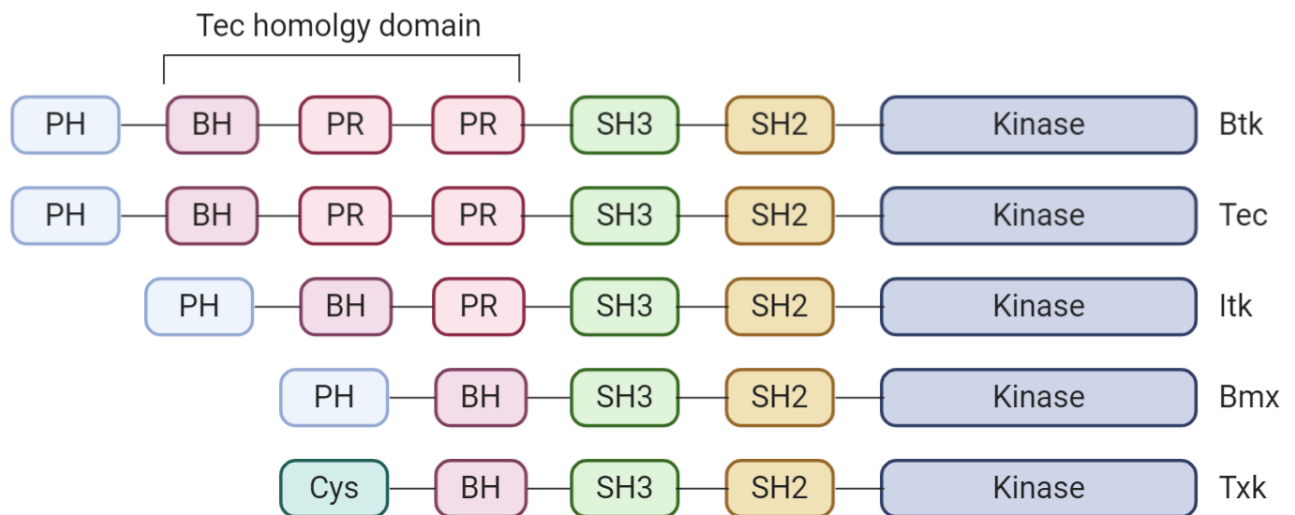 Tec homolgy domain
PH BH PR PR SH3 SH2 Kinase Btk
PH BH PR PR SH3 SH2 Kinase Tec
PH BH PR SH3 SH2 Kinase Itk
PH BH SH3 SH2 Kinase Bmx
Cys BH SH3 SH2 Kinase Txk